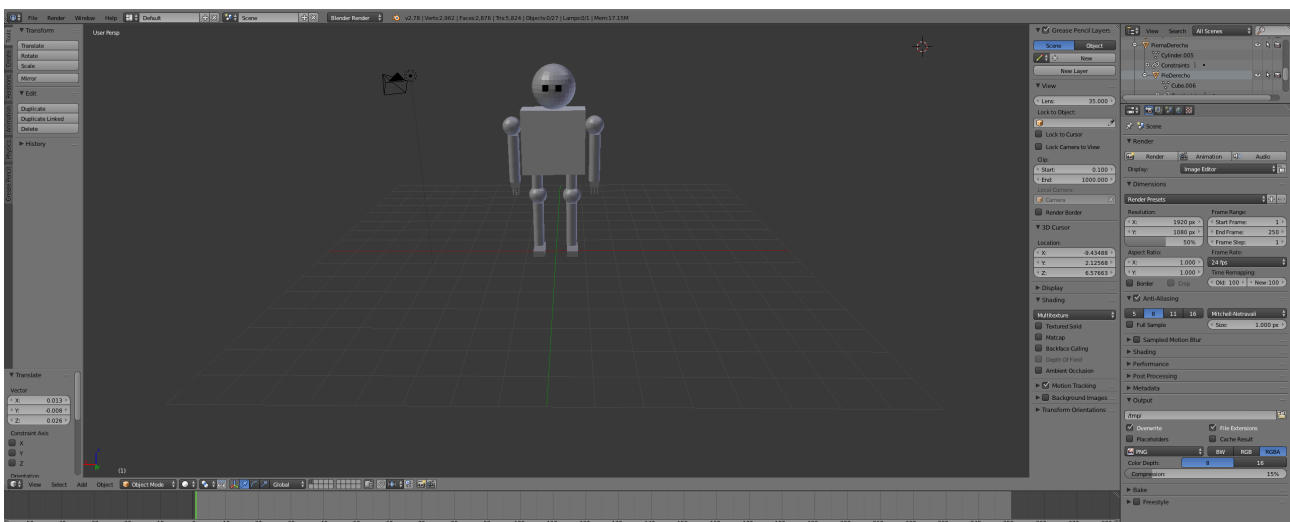 File Render Window Help Default Scene Blender Render v2.78 | Verts:2,962 | Faces:2,878 | Tris:5,824 | Objects:0/27 | Lamps:0/1 | Mem:17.15M
Transform
Translate
Rotate
Scale
Mirror
Edit
Duplicate
Duplicate Linked
Delete
History
Tools
Create
Relations
Animation
Physics
Grease Pencil
Translate
Vector
X: 0.013
Y: -0.008
Z: 0.026
Constraint Axis
X
Y
Z
Orientation
User Persp
(1)
View Select Add Object Object Mode Global
Grease Pencil Layers
Scene Object
New
New Layer
View
Lens: 35.000
Lock to Object:
Lock to Cursor
Lock Camera to View
Clip:
Start: 0.100
End: 1000.000
Local Camera:
Camera
Render Border
3D Cursor
Location:
X: -9.43488
Y: 2.12568
Z: 6.57663
Display
Shading
Multitexture
Textured Solid
Matcap
Backface Culling
Depth Of Field
Ambient Occlusion
Motion Tracking
Background Images
Transform Orientations
View Search All Scenes
PiernaDerecha
Cylinder.005
Constraints
PieDerecho
Cube.006
Scene
Render
Render Animation Audio
Display: Image Editor
Dimensions
Render Presets
Resolution: Frame Range:
X: 1920 px Start Frame: 1
Y: 1080 px End Frame: 250
50% Frame Step: 1
Aspect Ratio: Frame Rate:
X: 1.000 24 fps
Y: 1.000 Time Remapping:
Border Crop Old: 100 New:100
Anti-Aliasing
5 8 11 16 Mitchell-Netravali
Full Sample Size: 1.000 px
Sampled Motion Blur
Shading
Performance
Post Processing
Metadata
Output
/tmp/
Overwrite File Extensions
Placeholders Cache Result
PNG BW RGB RGBA
Color Depth: 8 16
Compression: 15%
Bake
Freestyle